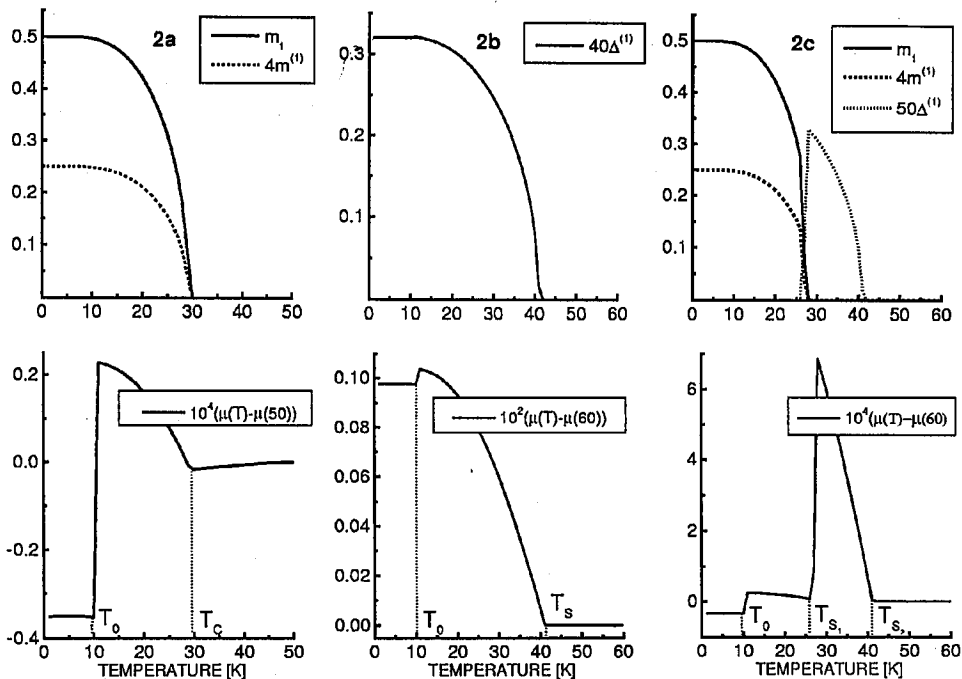 2a
m₁
4m⁽¹⁾
0.5
0.4
0.3
0.2
0.1
0 10 20 30 40 50
2b
40Δ⁽¹⁾
0.3
0.2
0.1
0 10 20 30 40 50 60
2c
m₁
4m⁽¹⁾
50Δ⁽¹⁾
0.5
0.4
0.3
0.2
0.1
0 10 20 30 40 50 60
10⁴(μ(T)-μ(50))
0.2
0.0
-0.2
-0.4
T₀
T_C
0 10 20 30 40 50
TEMPERATURE [K]
10²(μ(T)-μ(60))
0.10
0.08
0.06
0.04
0.02
0.00
T₀
T_S
0 10 20 30 40 50 60
TEMPERATURE [K]
10⁴(μ(T)−μ(60)
6
4
2
0
T₀
T_S₁
T_S₂
0 10 20 30 40 50 60
TEMPERATURE [K]